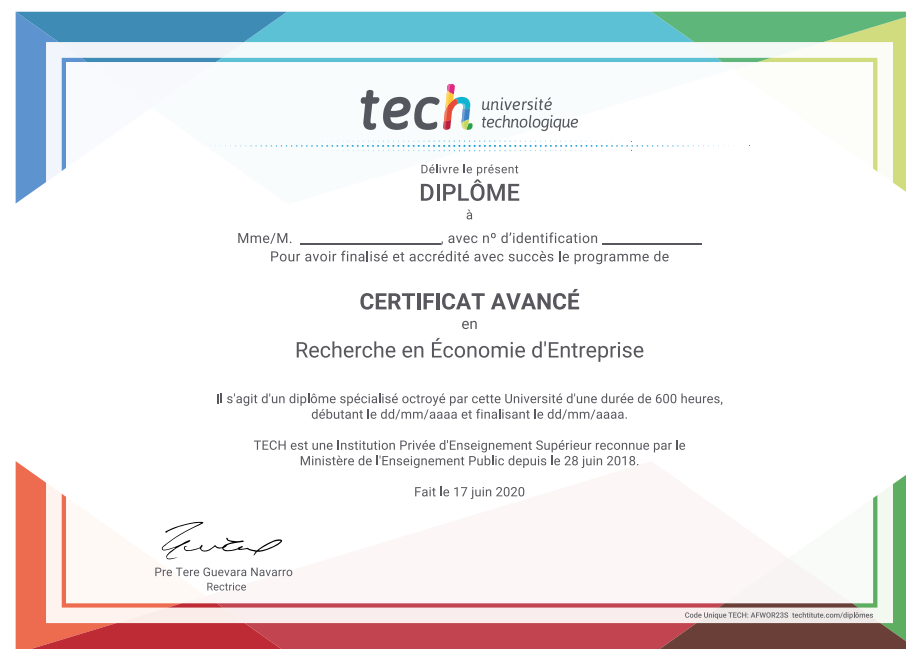 tech université
technologique
Délivre le présent
DIPLÔME
à
Mme/M. ____________________, avec nº d'identification ______________
Pour avoir finalisé et accrédité avec succès le programme de
CERTIFICAT AVANCÉ
en
Recherche en Économie d'Entreprise
Il s'agit d'un diplôme spécialisé octroyé par cette Université d'une durée de 600 heures,
débutant le dd/mm/aaaa et finalisant le dd/mm/aaaa.
TECH est une Institution Privée d'Enseignement Supérieur reconnue par le
Ministère de l'Enseignement Public depuis le 28 juin 2018.
Fait le 17 juin 2020
Pre Tere Guevara Navarro
Rectrice
Code Unique TECH: AFWOR23S techtitute.com/diplômes